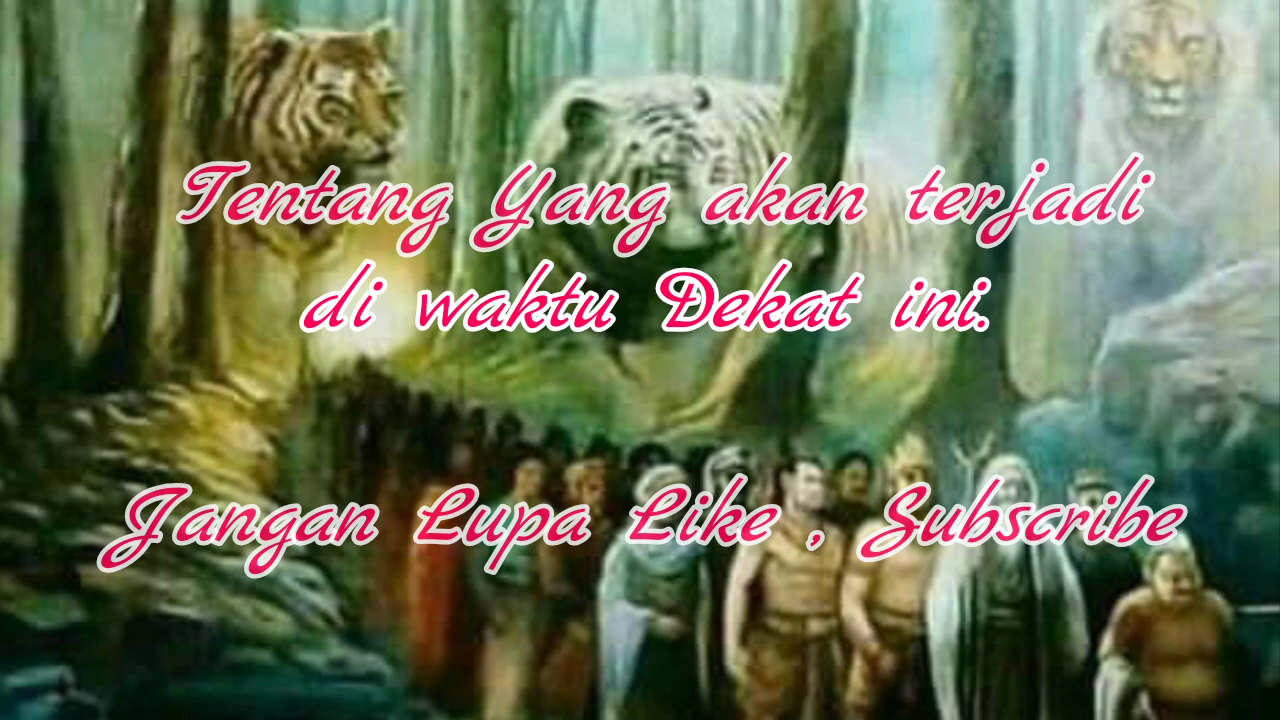 Tentang Yang akan terjadi
di waktu Dekat ini.
Jangan Lupa Like , Subscribe